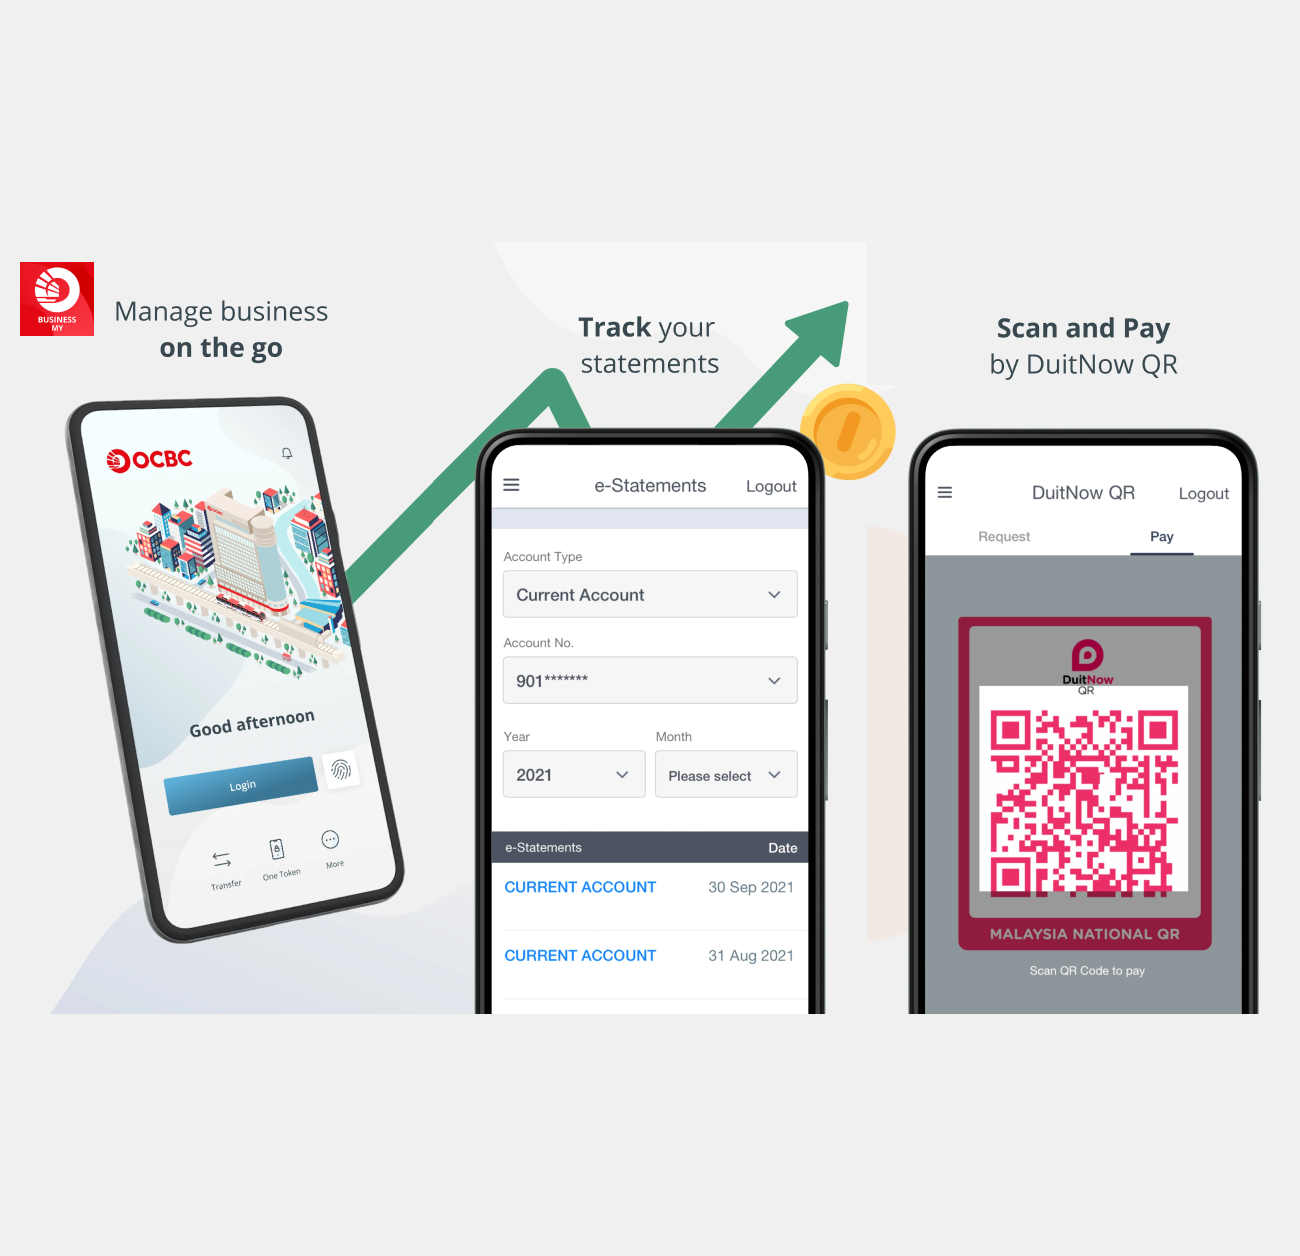 BUSINESS
MY
Manage business
on the go
OCBC
Good afternoon
Login
Transfer
One Token
More
Track your
statements
e-Statements
Logout
Account Type
Current Account
Account No.
901*******
Year
Month
2021
Please select
e-Statements
Date
CURRENT ACCOUNT
30 Sep 2021
CURRENT ACCOUNT
31 Aug 2021
Scan and Pay
by DuitNow QR
DuitNow QR
Logout
Request
Pay
DuitNow
QR
MALAYSIA NATIONAL QR
Scan QR Code to pay